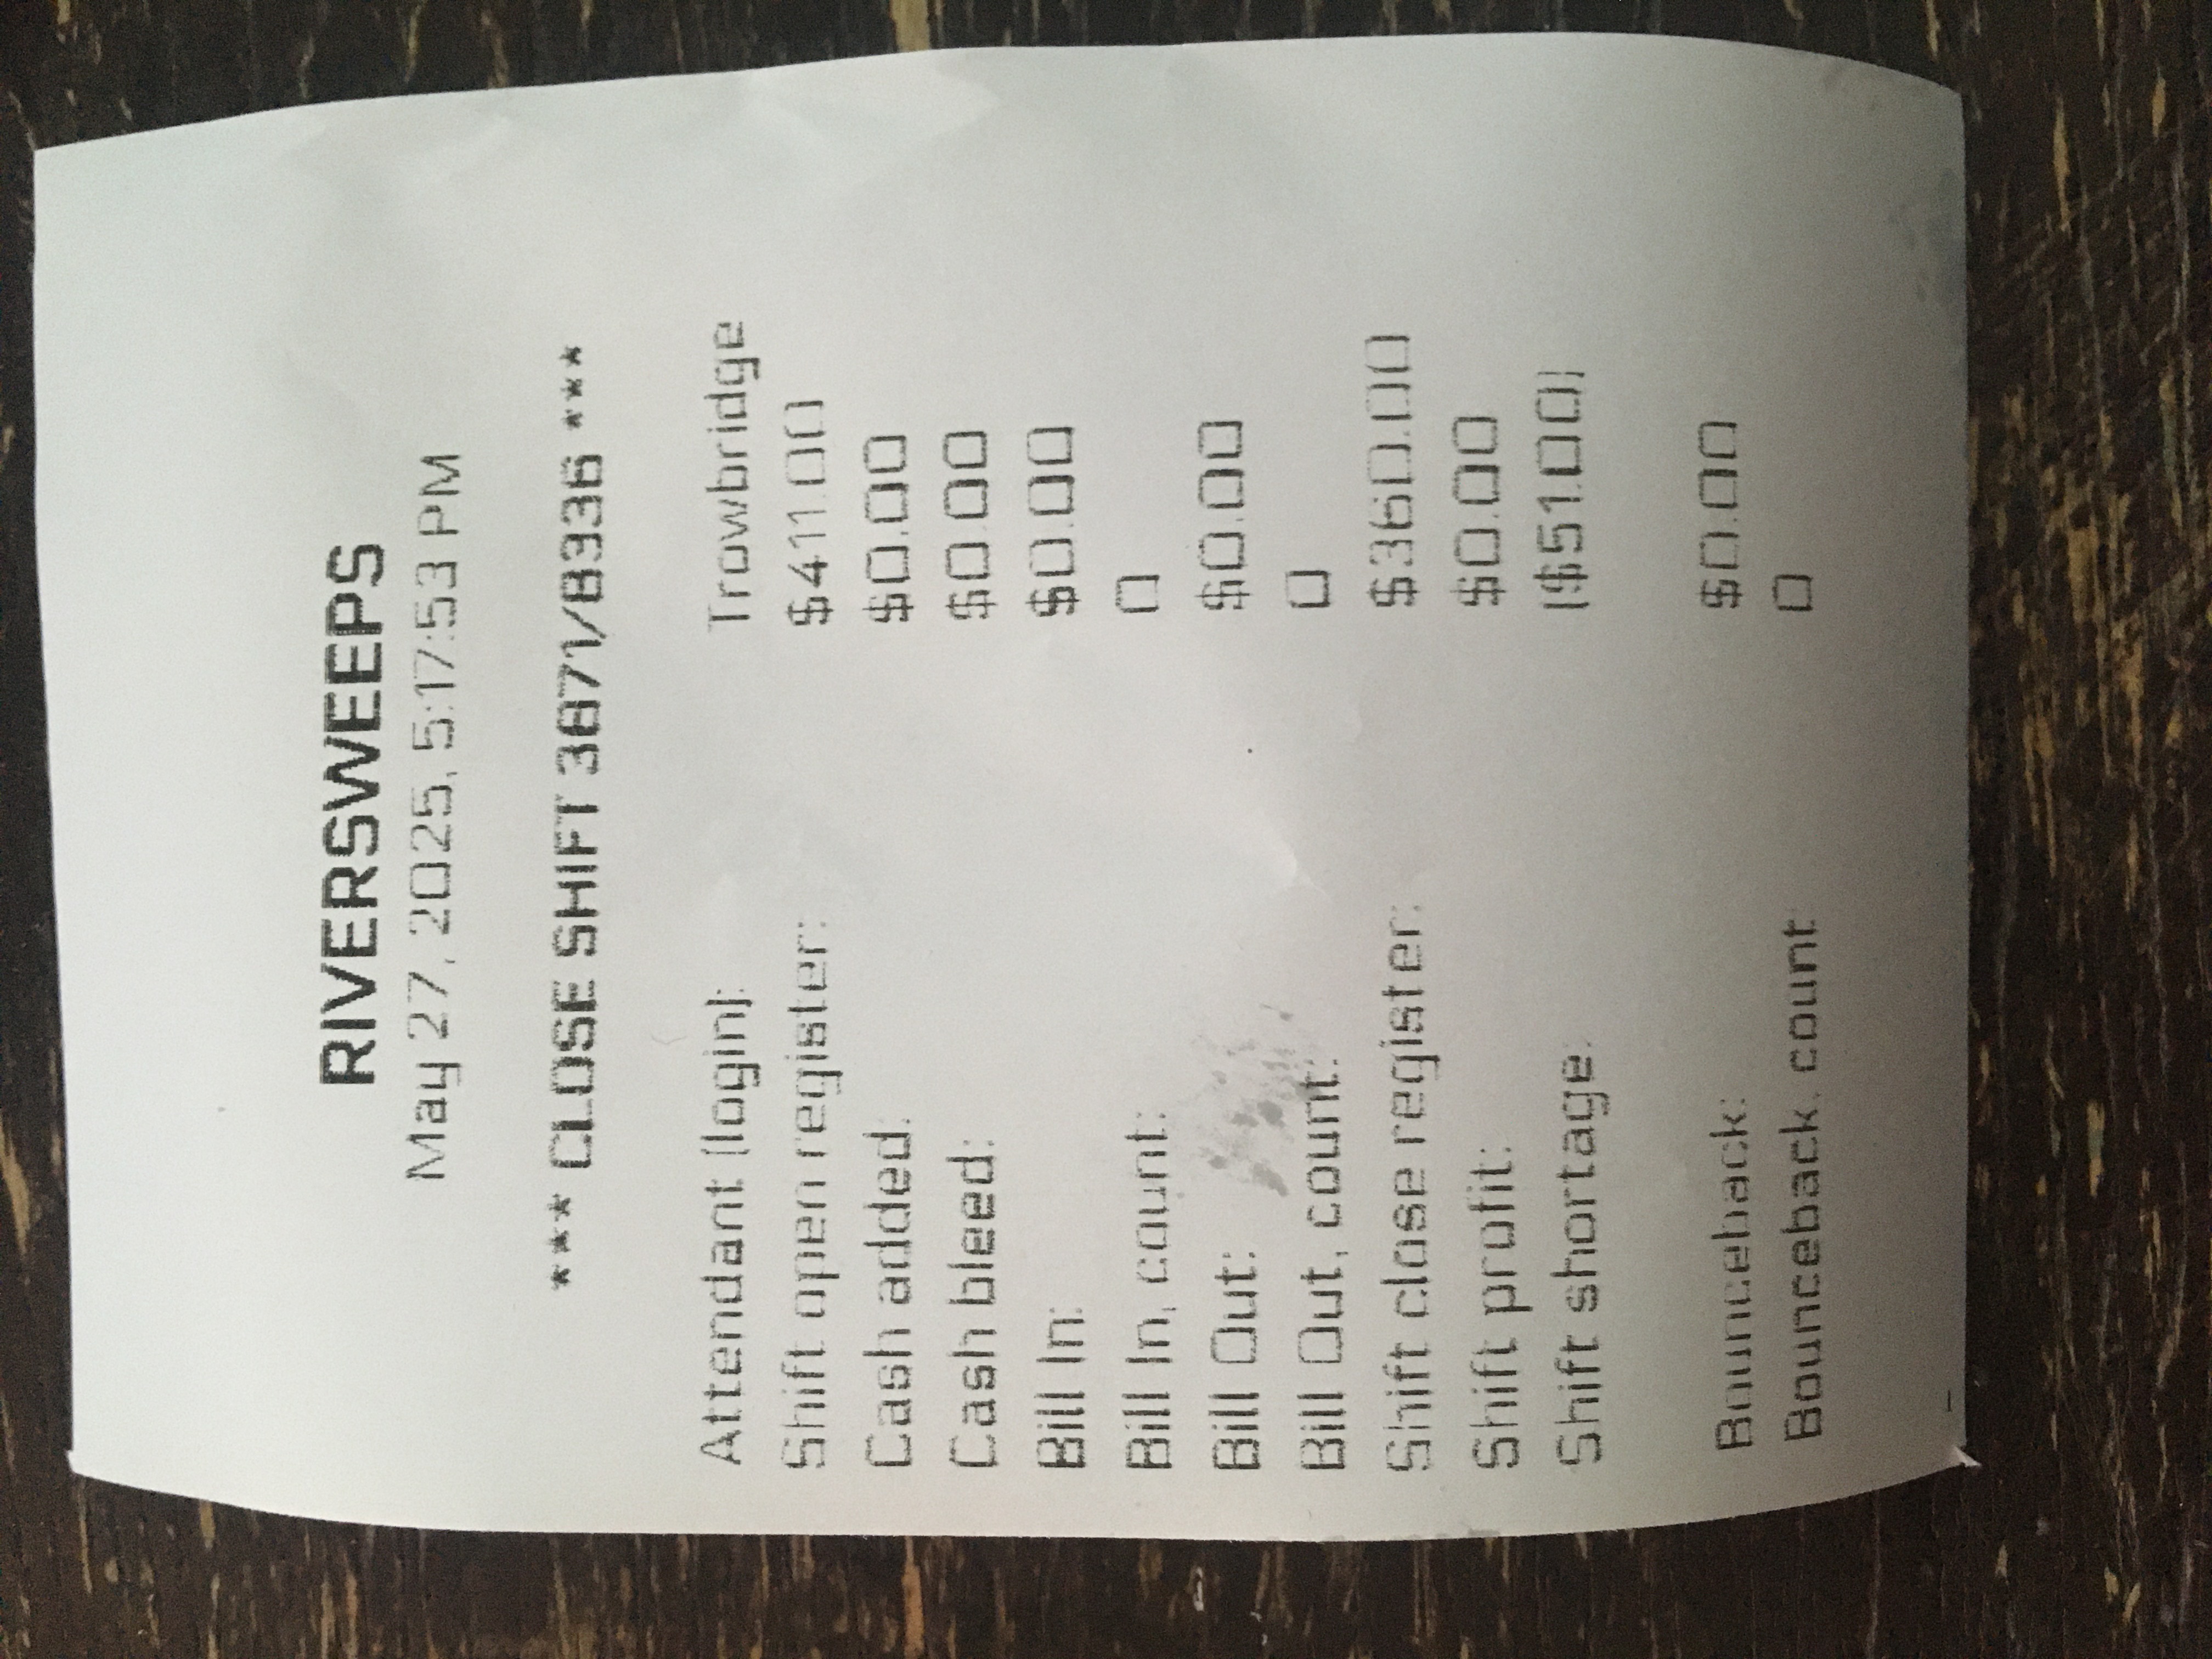 RIVERSWEEPS
May 27, 2025, 5:17:53 PM
*** CLOSE SHIFT 3871/8336 ***
Attendant (login): Trowbridge
Shift open register: $411.00
Cash added: $0.00
Cash bleed: $0.00
Bill In: $0.00
Bill In, count: 0
Bill Out: $0.00
Bill Out, count: 0
Shift close register: $360.00
Shift profit: $0.00
Shift shortage: ($51.00)
Bounceback: $0.00
Bounceback, count: 0